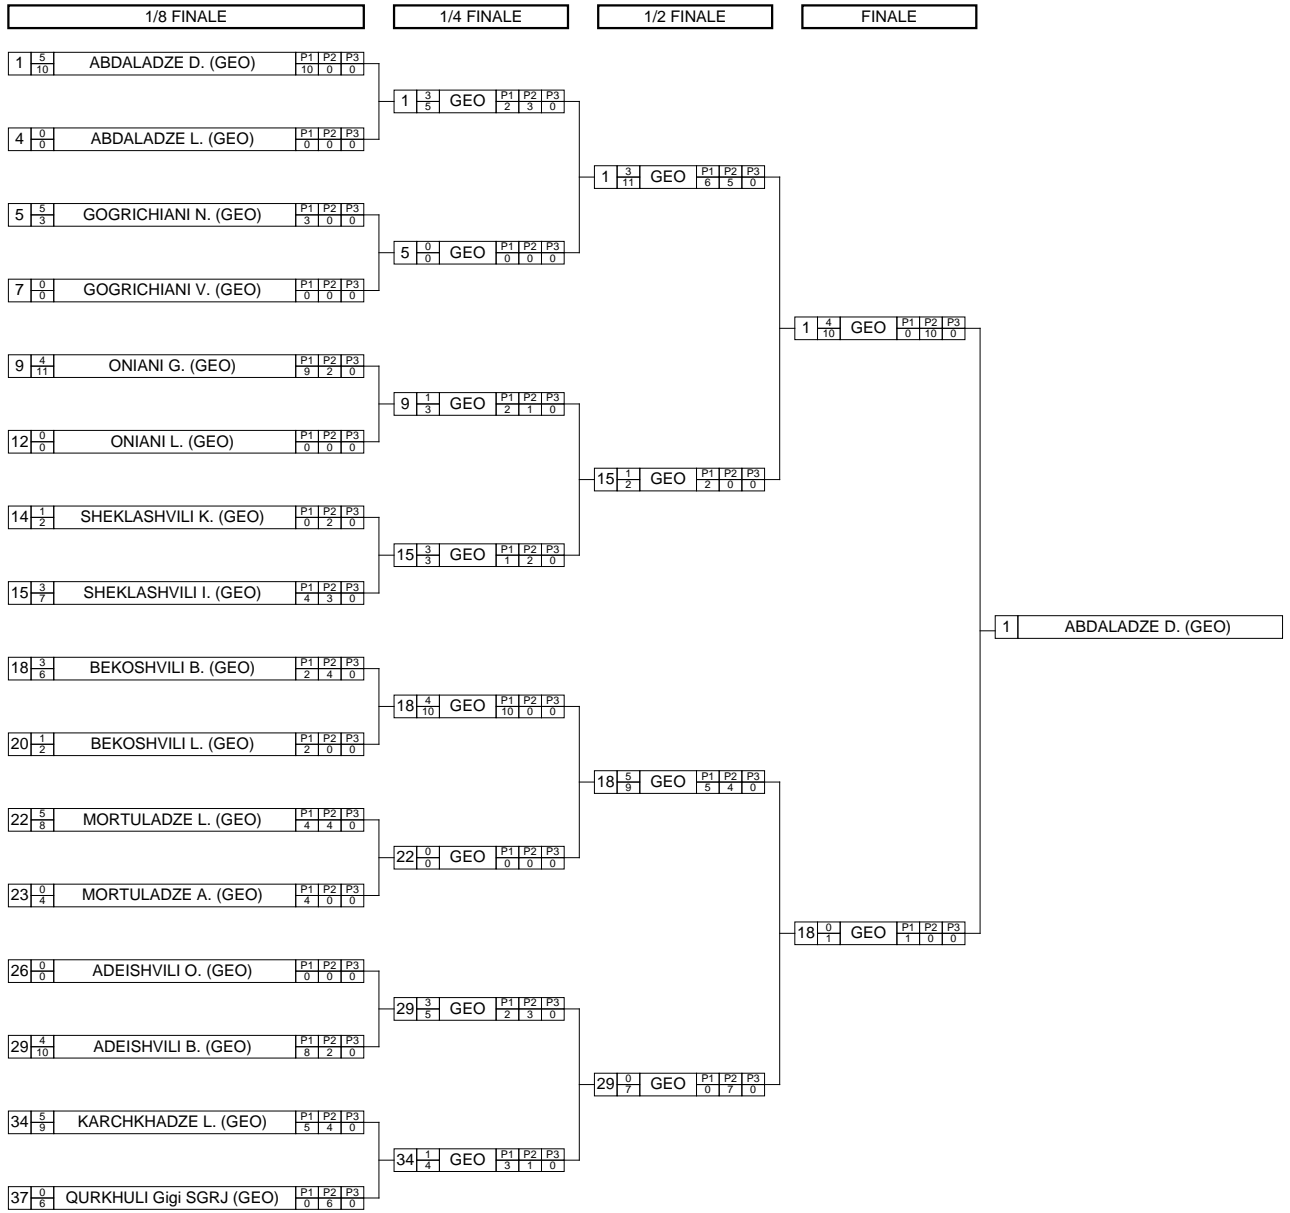 1/8 FINALE 1/4 FINALE 1/2 FINALE FINALE
1 5 10 ABDALADZE D. (GEO) P1 P2 P3 10 0 0
1 3 5 GEO P1 P2 P3 2 3 0
4 0 0 ABDALADZE L. (GEO) P1 P2 P3 0 0 0
1 3 11 GEO P1 P2 P3 6 5 0
5 5 3 GOGRICHIANI N. (GEO) P1 P2 P3 3 0 0
5 0 0 GEO P1 P2 P3 0 0 0
7 0 0 GOGRICHIANI V. (GEO) P1 P2 P3 0 0 0
1 4 10 GEO P1 P2 P3 0 10 0
9 4 11 ONIANI G. (GEO) P1 P2 P3 9 2 0
9 1 3 GEO P1 P2 P3 2 1 0
12 0 0 ONIANI L. (GEO) P1 P2 P3 0 0 0
15 1 2 GEO P1 P2 P3 2 0 0
14 1 2 SHEKLASHVILI K. (GEO) P1 P2 P3 0 2 0
15 3 3 GEO P1 P2 P3 1 2 0
15 3 7 SHEKLASHVILI I. (GEO) P1 P2 P3 4 3 0
1 ABDALADZE D. (GEO)
18 3 6 BEKOSHVILI B. (GEO) P1 P2 P3 2 4 0
18 4 10 GEO P1 P2 P3 10 0 0
20 1 2 BEKOSHVILI L. (GEO) P1 P2 P3 2 0 0
18 5 9 GEO P1 P2 P3 5 4 0
22 5 8 MORTULADZE L. (GEO) P1 P2 P3 4 4 0
22 0 0 GEO P1 P2 P3 0 0 0
23 0 4 MORTULADZE A. (GEO) P1 P2 P3 4 0 0
18 0 1 GEO P1 P2 P3 1 0 0
26 0 0 ADEISHVILI O. (GEO) P1 P2 P3 0 0 0
29 3 5 GEO P1 P2 P3 2 3 0
29 4 10 ADEISHVILI B. (GEO) P1 P2 P3 8 2 0
29 0 7 GEO P1 P2 P3 0 7 0
34 5 9 KARCHKHADZE L. (GEO) P1 P2 P3 5 4 0
34 1 4 GEO P1 P2 P3 3 1 0
37 0 6 QURKHULI Gigi SGRJ (GEO) P1 P2 P3 0 6 0